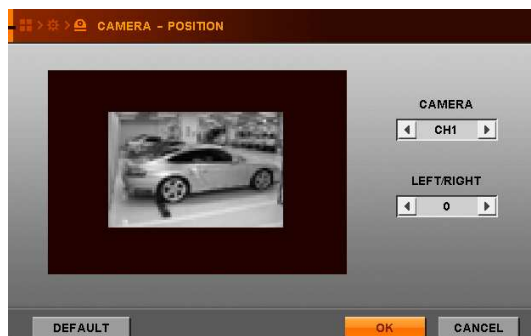 CAMERA - POSITION
CAMERA
CH1
LEFT/RIGHT
0
DEFAULT
OK
CANCEL